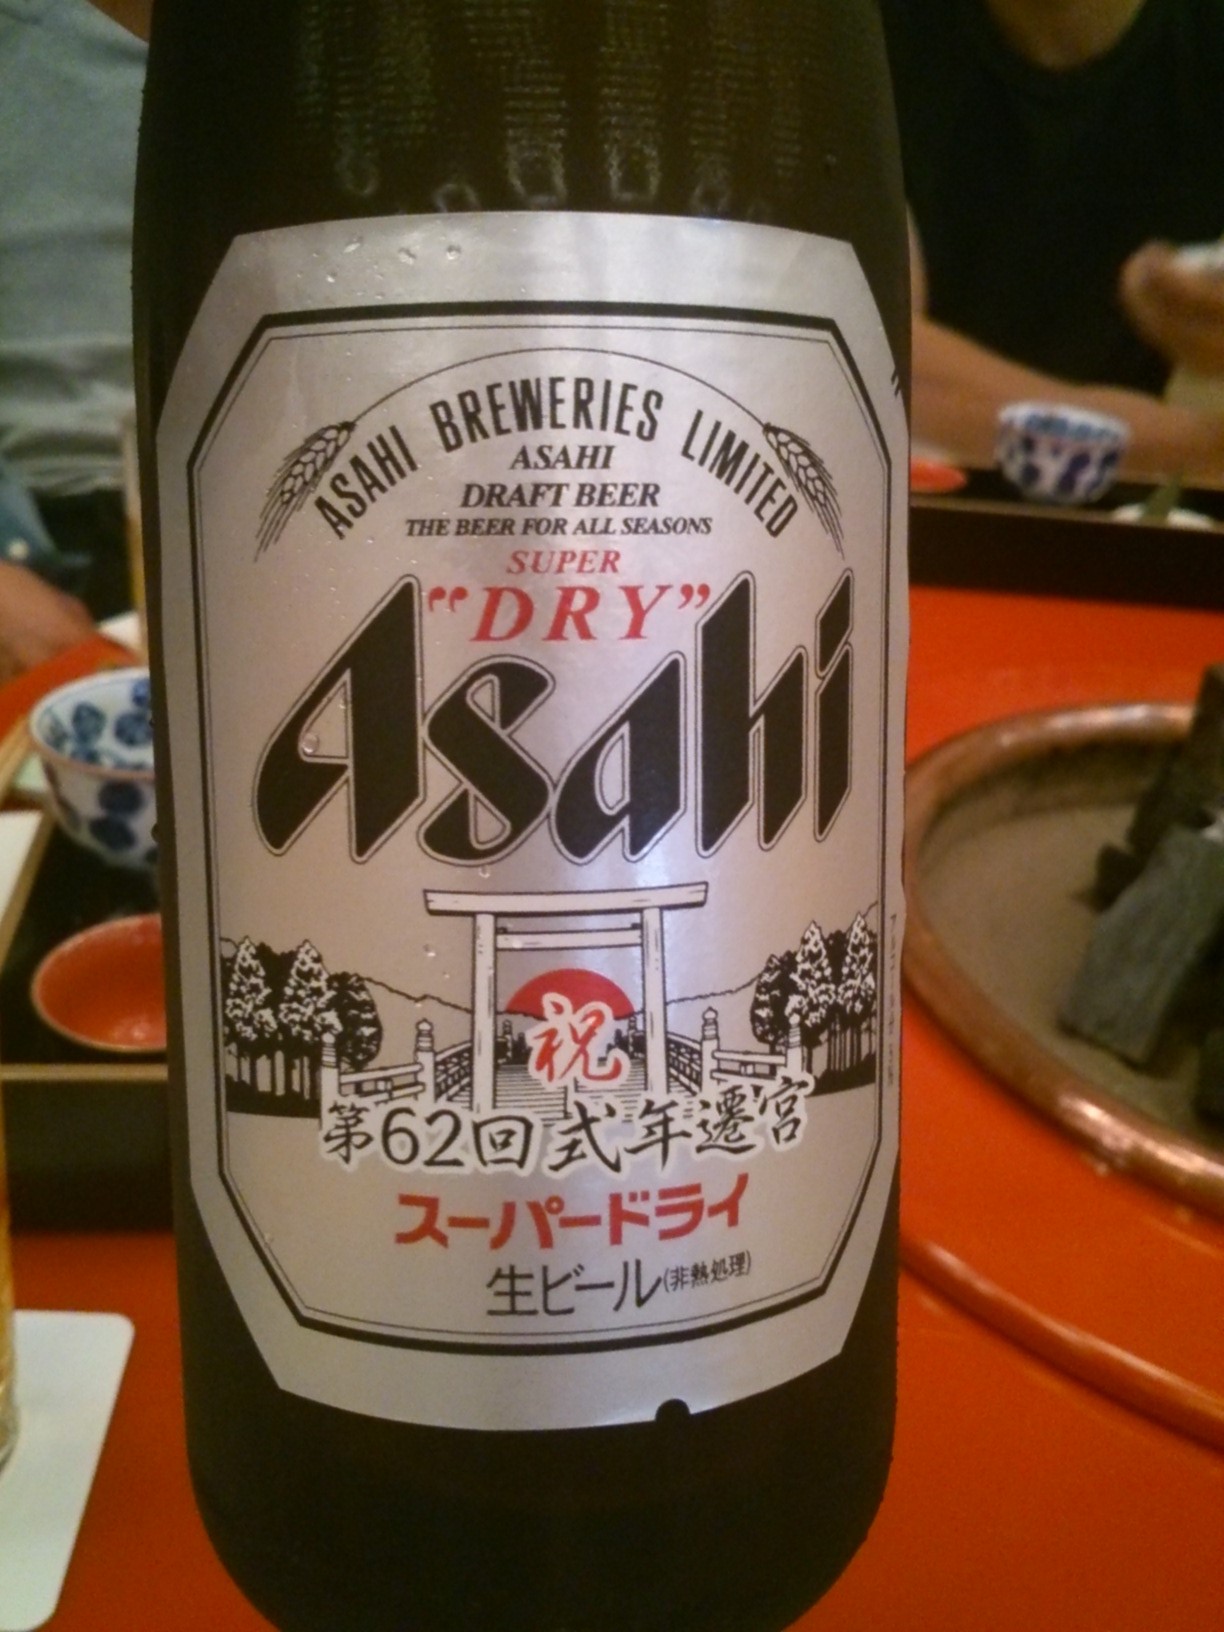 ASAHI BREWERIES LIMITED
ASAHI
DRAFT BEER
THE BEER FOR ALL SEASONS
SUPER
"DRY"
Asahi
祝
第62回式年遷宮
スーパードライ
生ビール(非熱処理)